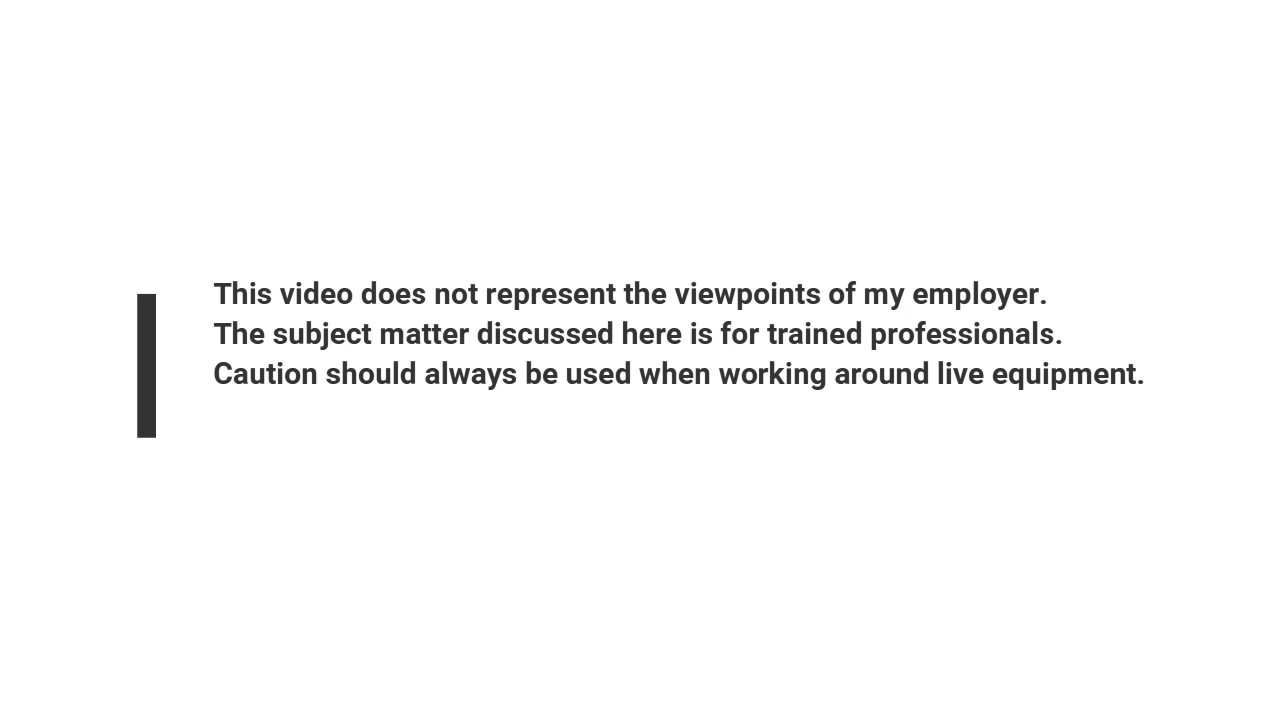 This video does not represent the viewpoints of my employer.
The subject matter discussed here is for trained professionals.
Caution should always be used when working around live equipment.